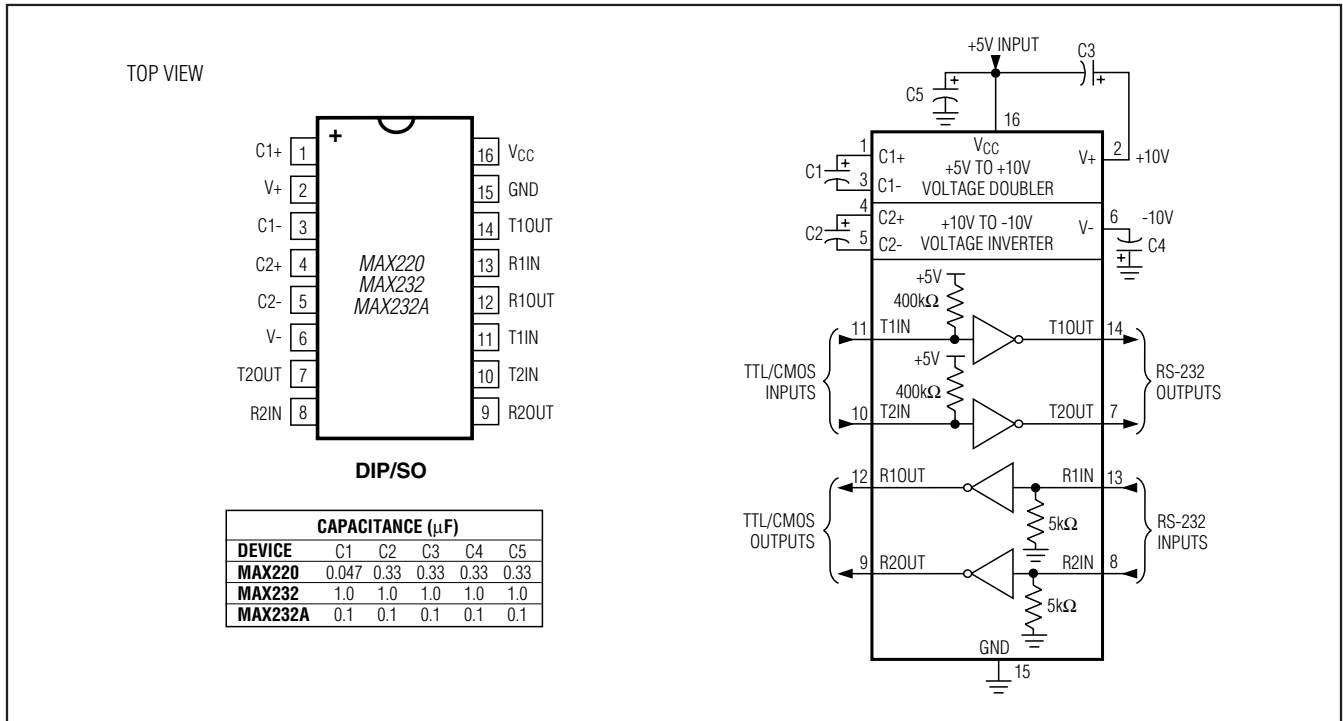 TOP VIEW
+
C1+ 1
V+ 2
C1- 3
C2+ 4
C2- 5
V- 6
T2OUT 7
R2IN 8
16 VCC
15 GND
14 T1OUT
13 R1IN
12 R1OUT
11 T1IN
10 T2IN
9 R2OUT
MAX220
MAX232
MAX232A
DIP/SO
CAPACITANCE (μF)
DEVICE C1 C2 C3 C4 C5
MAX220 0.047 0.33 0.33 0.33 0.33
MAX232 1.0 1.0 1.0 1.0 1.0
MAX232A 0.1 0.1 0.1 0.1 0.1
+5V INPUT
C3
+
C5 +
16
1 C1+
C1 +
3 C1-
VCC
+5V TO +10V
VOLTAGE DOUBLER
V+ 2 +10V
4 C2+
C2 +
5 C2-
+10V TO -10V
VOLTAGE INVERTER
V- 6 -10V
C4
+
+5V
400kΩ
11 T1IN
T1OUT 14
+5V
400kΩ
10 T2IN
T2OUT 7
TTL/CMOS
INPUTS
RS-232
OUTPUTS
12 R1OUT
R1IN 13
5kΩ
9 R2OUT
R2IN 8
5kΩ
TTL/CMOS
OUTPUTS
RS-232
INPUTS
GND
15